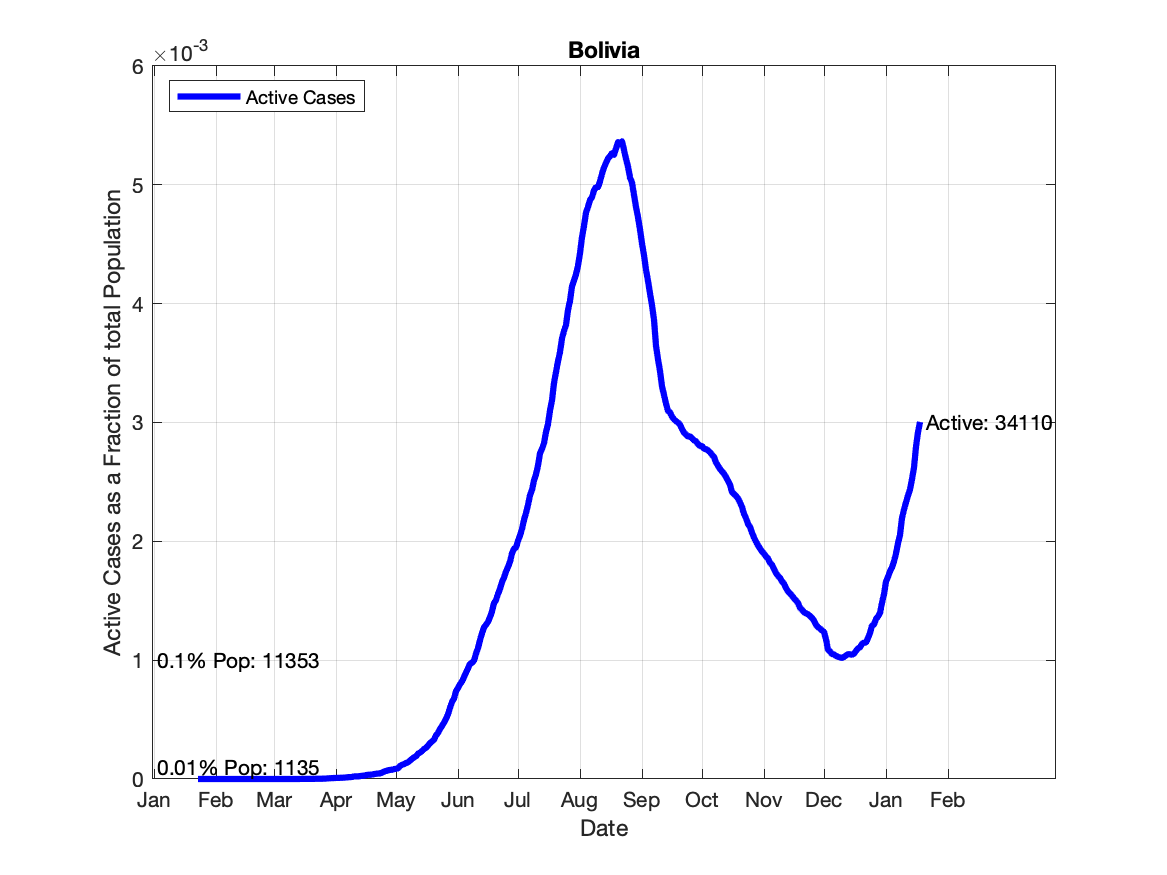 Bolivia
×10-3
6
5
4
3
2
1
0
Active Cases
Active: 34110
0.1% Pop: 11353
0.01% Pop: 1135
Active Cases as a Fraction of total Population
Jan Feb Mar Apr May Jun Jul Aug Sep Oct Nov Dec Jan Feb
Date